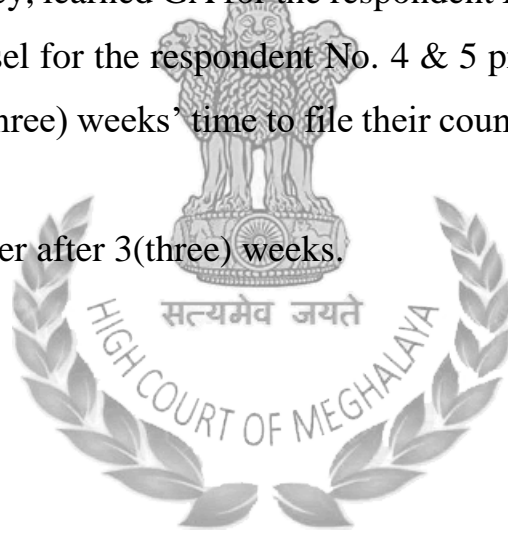 learned GA for the respondent
sel for the respondent No. 4 & 5
hree) weeks’ time to file their coun
er after 3(three) weeks.
सत्यमेव जयते
HIGH COURT OF MEGHALAYA